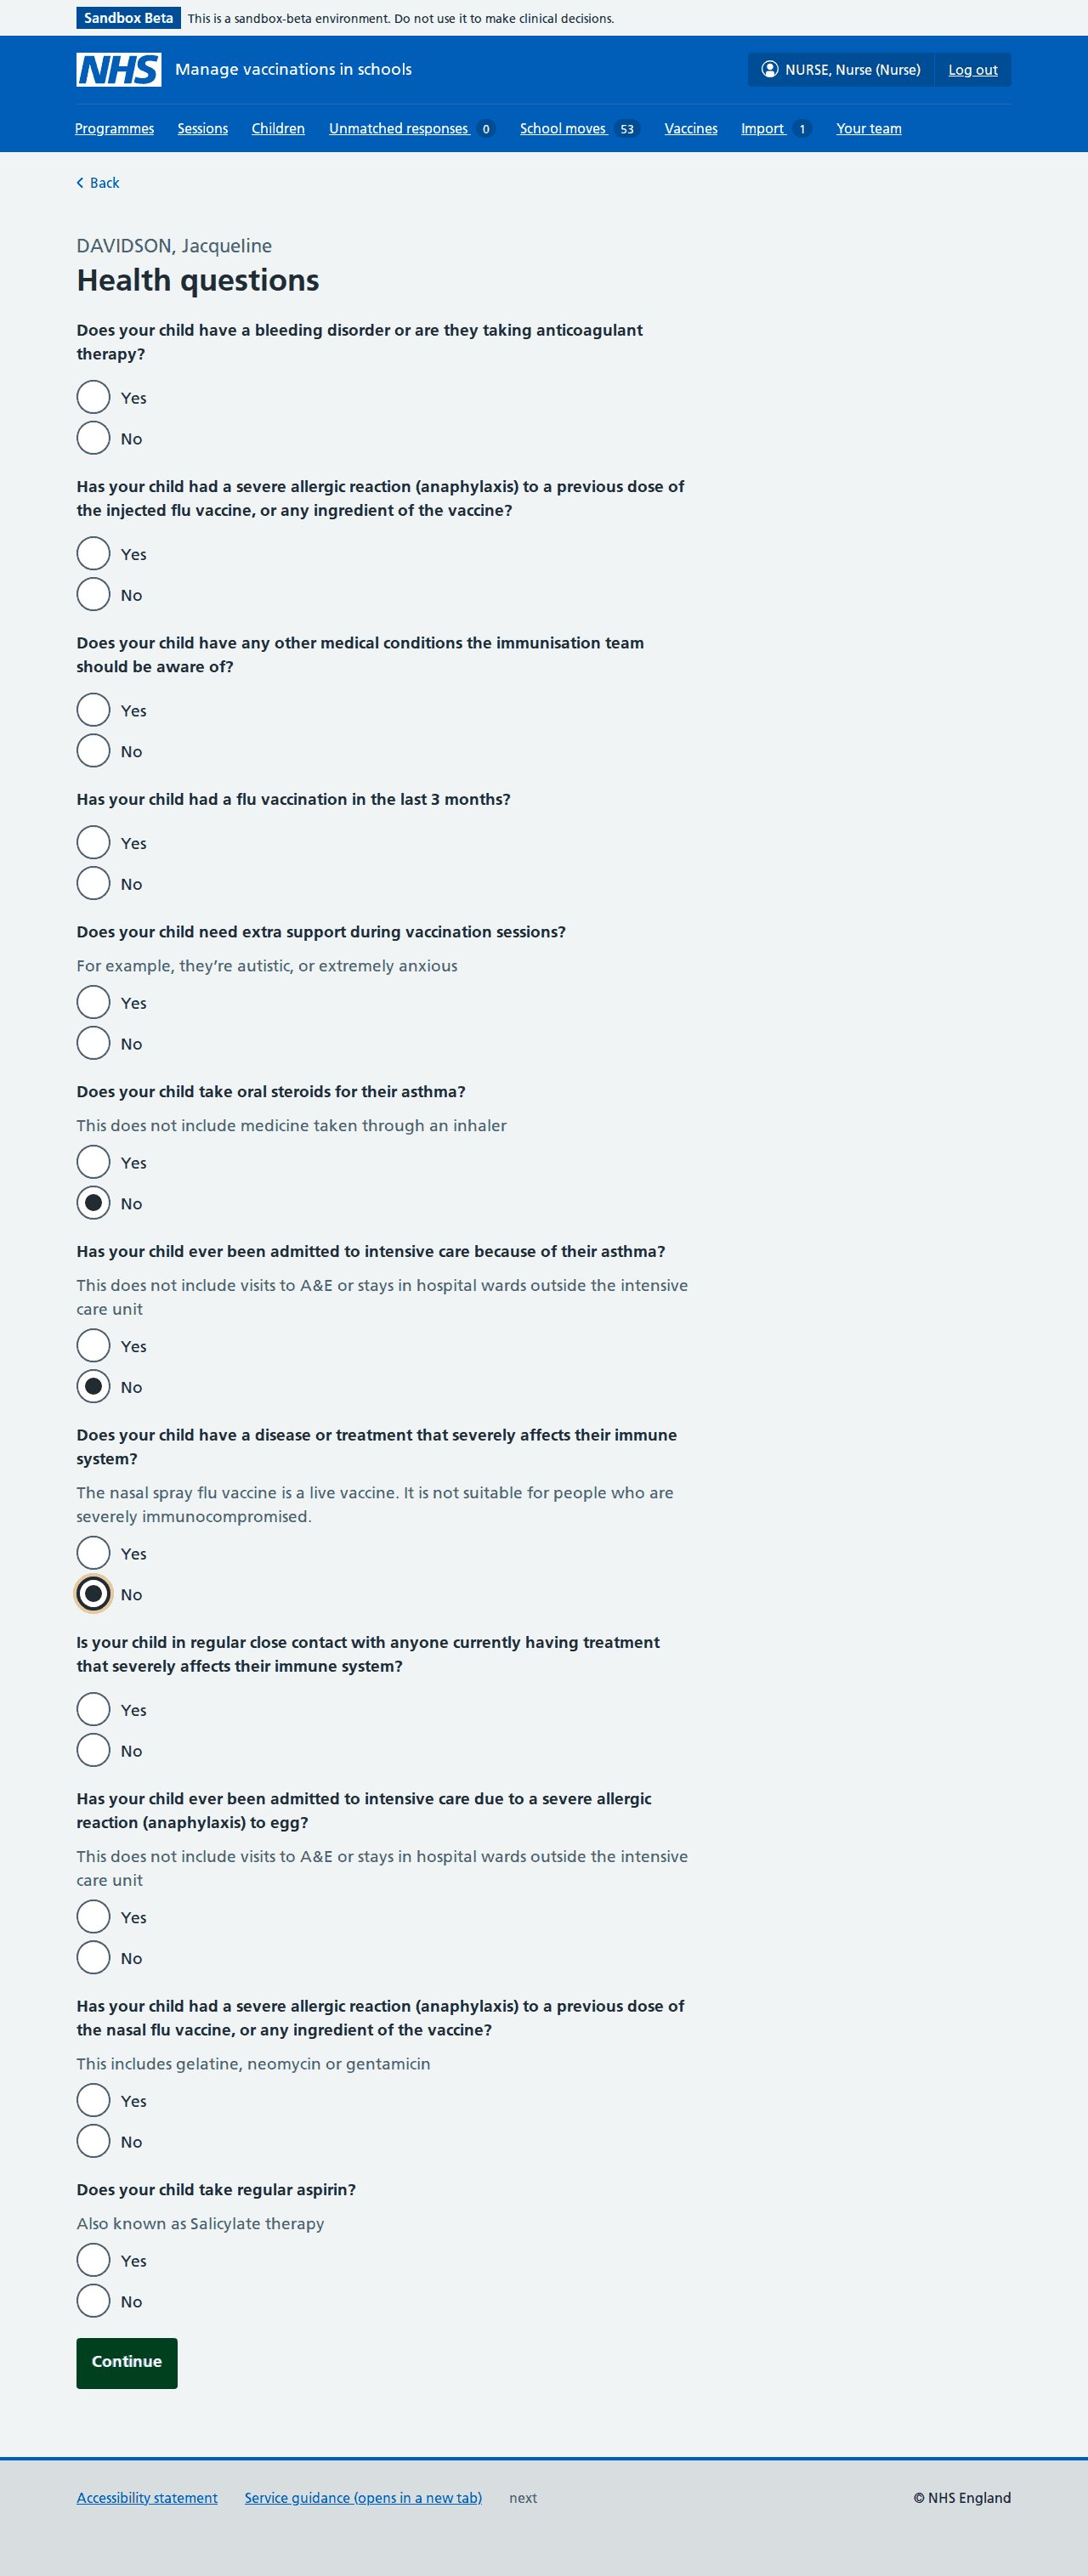 Sandbox Beta This is a sandbox-beta environment. Do not use it to make clinical decisions.
NHS Manage vaccinations in schools NURSE, Nurse (Nurse) Log out
Programmes Sessions Children Unmatched responses 0 School moves 53 Vaccines Import 1 Your team
Back
DAVIDSON, Jacqueline
Health questions
Does your child have a bleeding disorder or are they taking anticoagulant
therapy?
Yes
No
Has your child had a severe allergic reaction (anaphylaxis) to a previous dose of
the injected flu vaccine, or any ingredient of the vaccine?
Yes
No
Does your child have any other medical conditions the immunisation team
should be aware of?
Yes
No
Has your child had a flu vaccination in the last 3 months?
Yes
No
Does your child need extra support during vaccination sessions?
For example, they’re autistic, or extremely anxious
Yes
No
Does your child take oral steroids for their asthma?
This does not include medicine taken through an inhaler
Yes
No
Has your child ever been admitted to intensive care because of their asthma?
This does not include visits to A&E or stays in hospital wards outside the intensive
care unit
Yes
No
Does your child have a disease or treatment that severely affects their immune
system?
The nasal spray flu vaccine is a live vaccine. It is not suitable for people who are
severely immunocompromised.
Yes
No
Is your child in regular close contact with anyone currently having treatment
that severely affects their immune system?
Yes
No
Has your child ever been admitted to intensive care due to a severe allergic
reaction (anaphylaxis) to egg?
This does not include visits to A&E or stays in hospital wards outside the intensive
care unit
Yes
No
Has your child had a severe allergic reaction (anaphylaxis) to a previous dose of
the nasal flu vaccine, or any ingredient of the vaccine?
This includes gelatine, neomycin or gentamicin
Yes
No
Does your child take regular aspirin?
Also known as Salicylate therapy
Yes
No
Continue
Accessibility statement Service guidance (opens in a new tab) next © NHS England